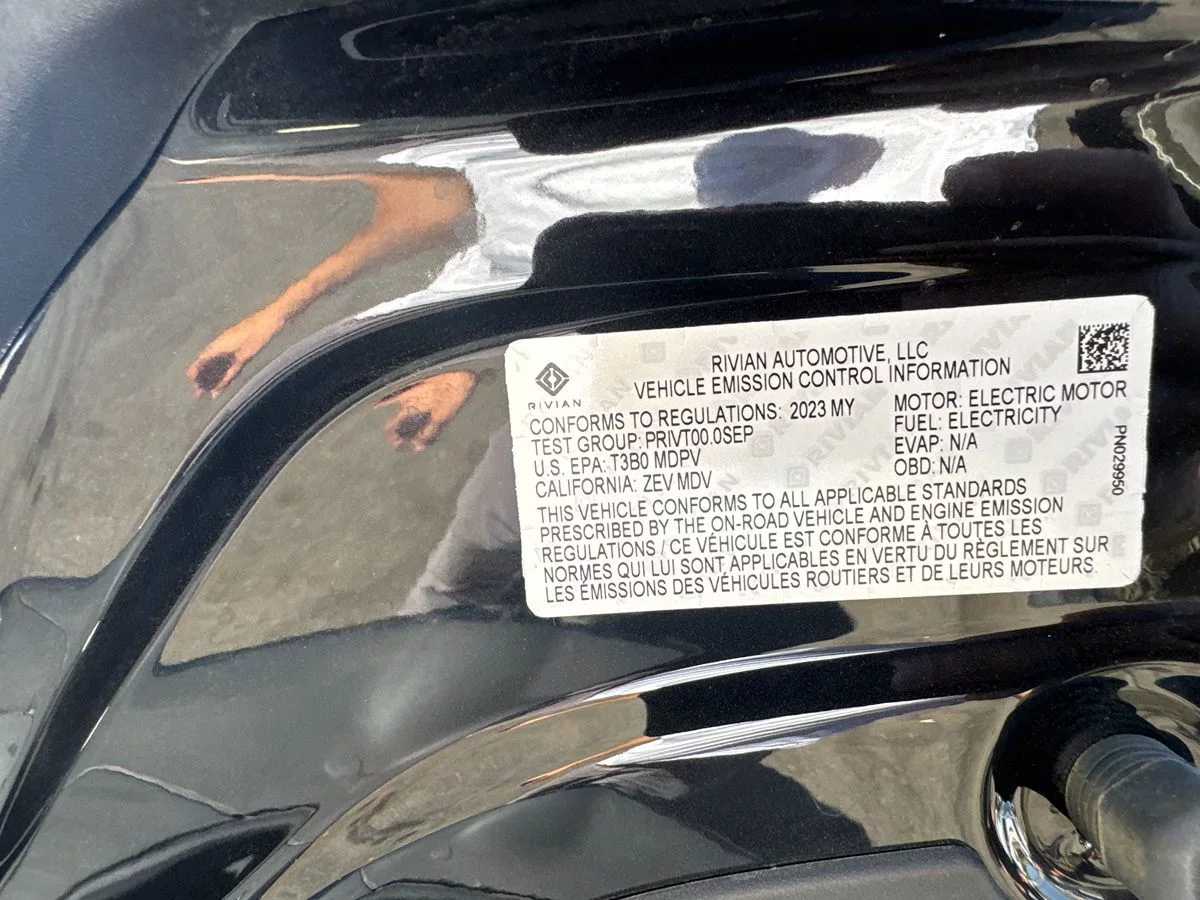 RIVIAN AUTOMOTIVE, LLC
VEHICLE EMISSION CONTROL INFORMATION
RIVIAN
CONFORMS TO REGULATIONS: 2023 MY
TEST GROUP: PRIVT00.0SEP
U.S. EPA: T3B0 MDPV
CALIFORNIA: ZEV MDV
MOTOR: ELECTRIC MOTOR
FUEL: ELECTRICITY
EVAP: N/A
OBD: N/A
THIS VEHICLE CONFORMS TO ALL APPLICABLE STANDARDS
PRESCRIBED BY THE ON-ROAD VEHICLE AND ENGINE EMISSION
REGULATIONS / CE VÉHICULE EST CONFORME À TOUTES LES
NORMES QUI LUI SONT APPLICABLES EN VERTU DU RÈGLEMENT SUR
LES ÉMISSIONS DES VÉHICULES ROUTIERS ET DE LEURS MOTEURS.
PN029950